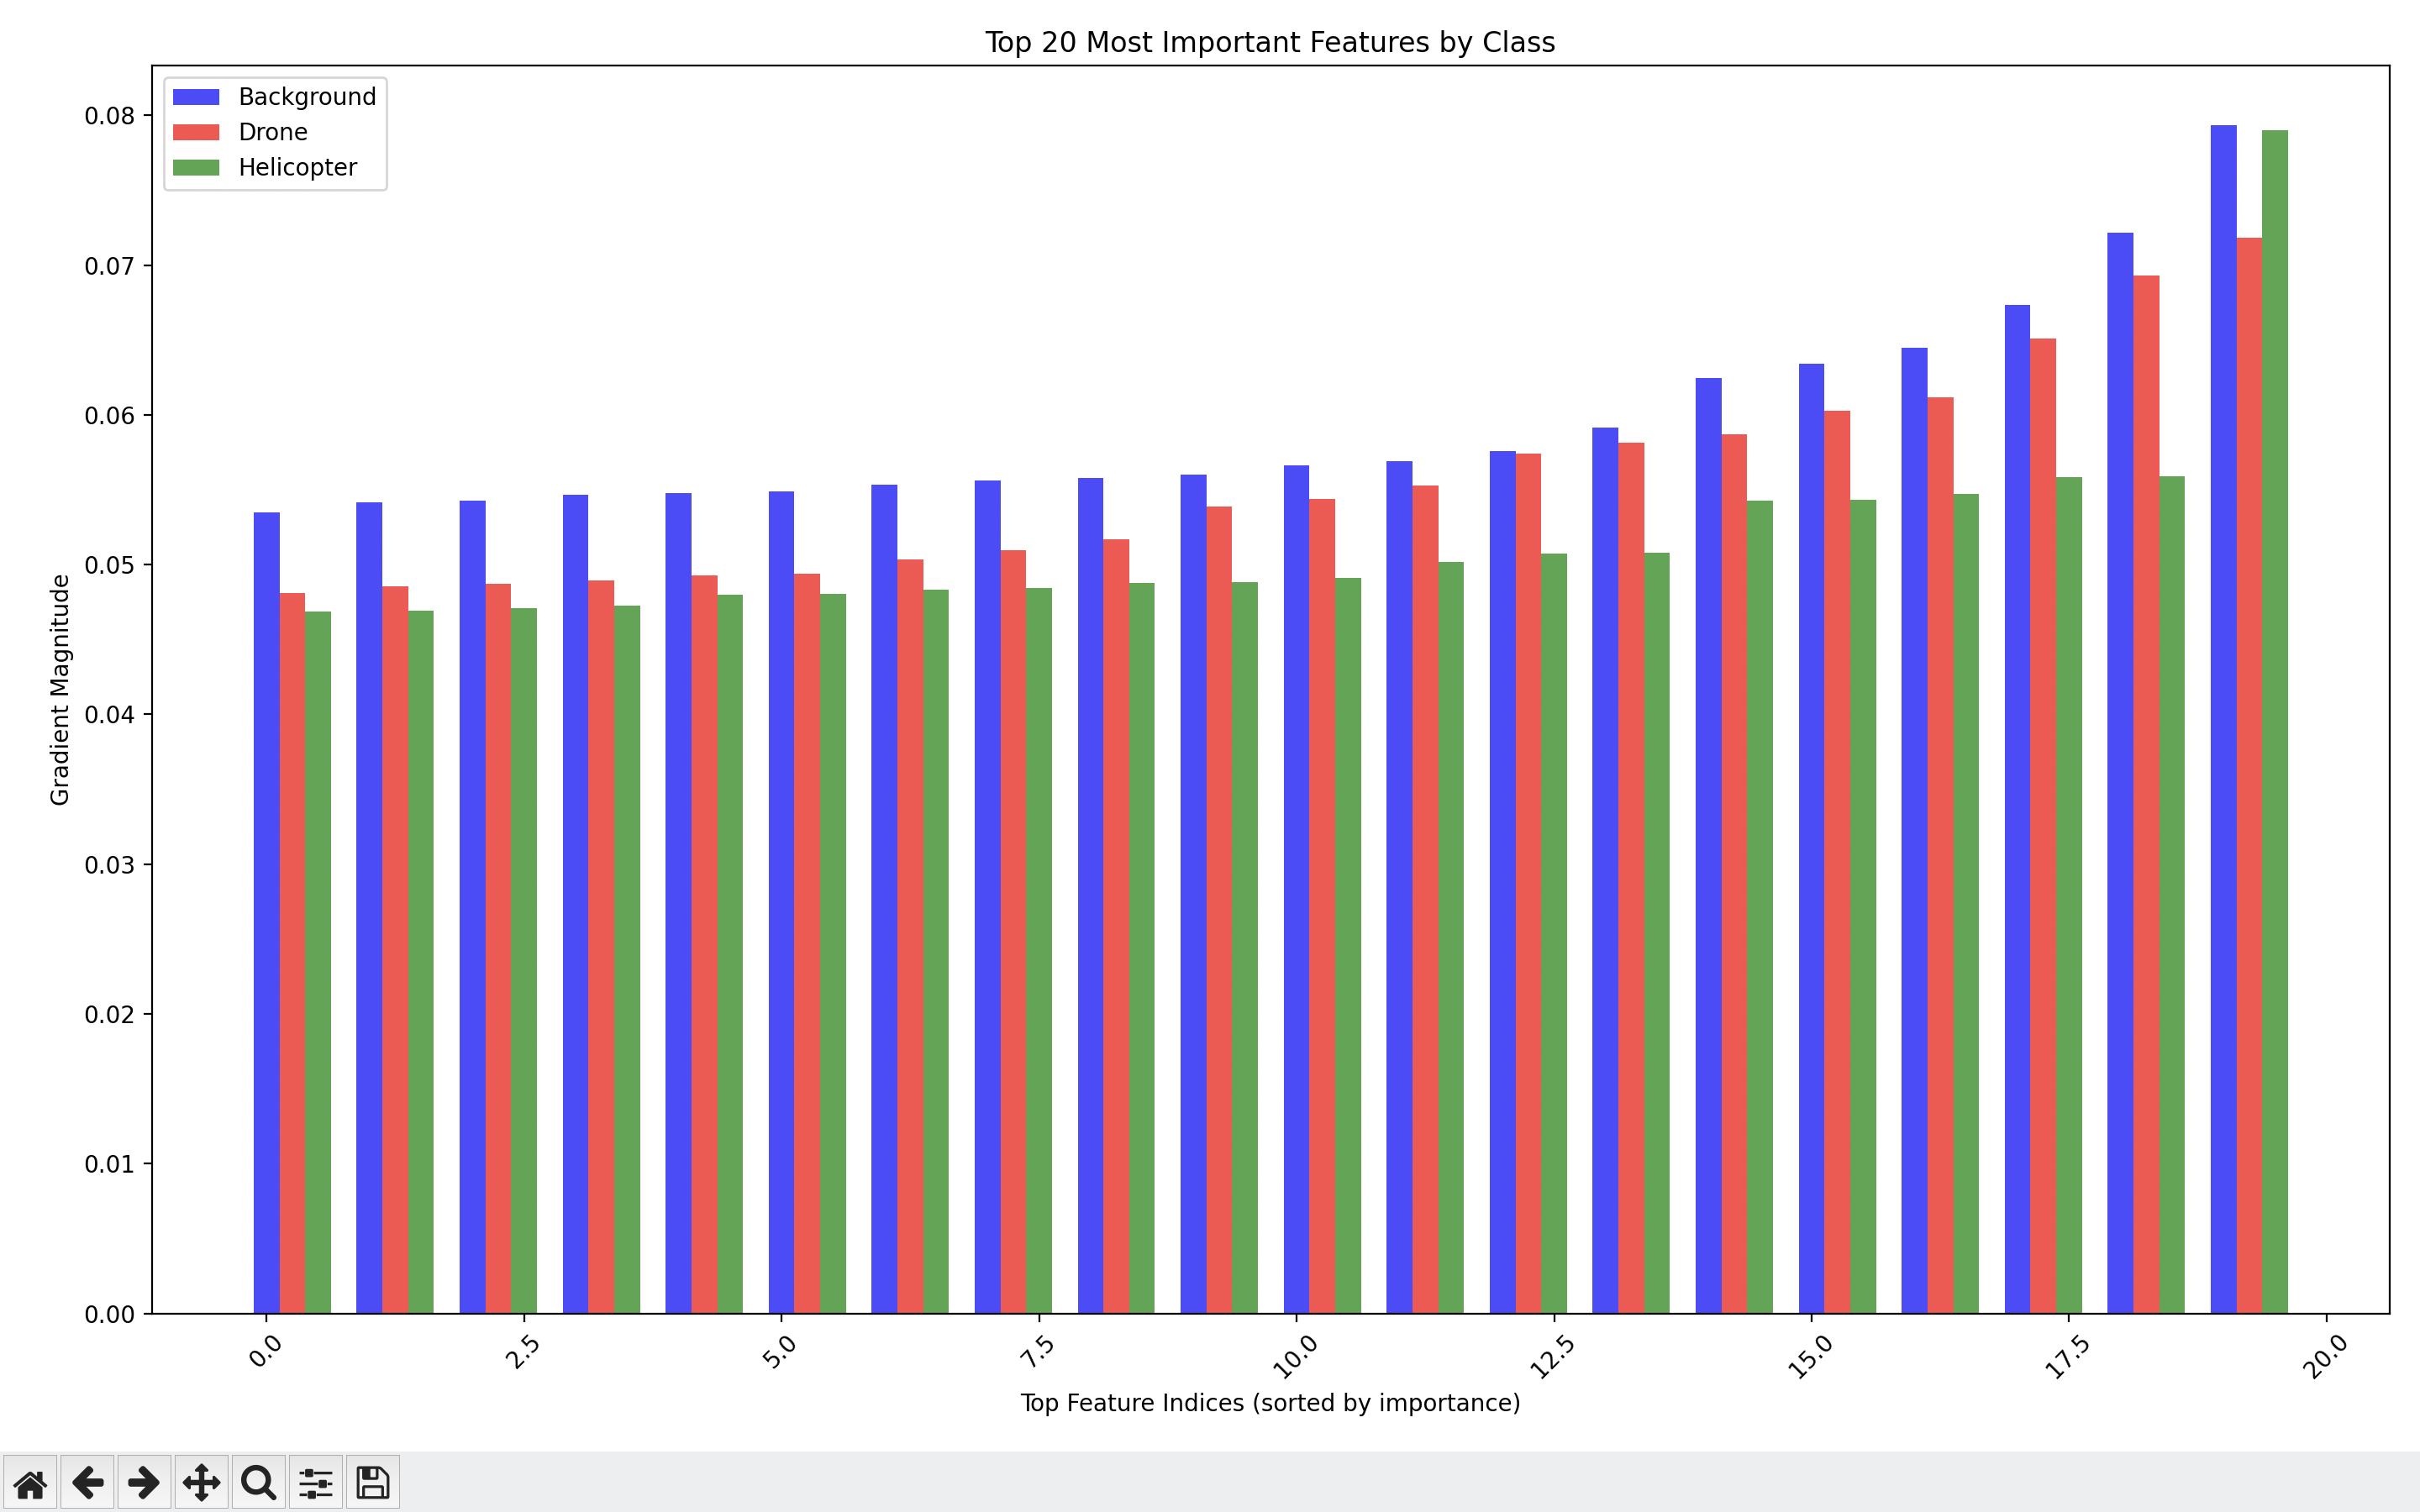 Top 20 Most Important Features by Class
Background
Drone
Helicopter
0.08
0.07
0.06
0.05
0.04
0.03
0.02
0.01
0.00
Gradient Magnitude
0.0 2.5 5.0 7.5 10.0 12.5 15.0 17.5 20.0
Top Feature Indices (sorted by importance)